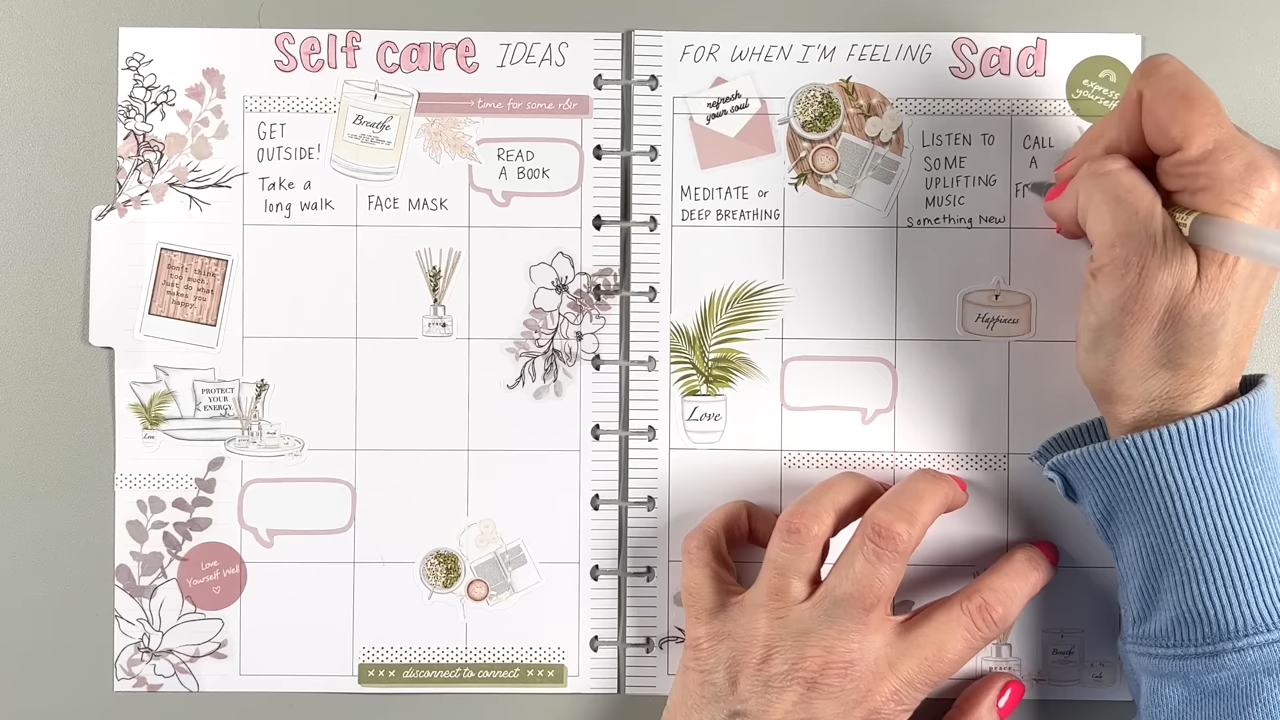 Self care IDEAS
FOR WHEN I'M FEELING Sad
express
yourself
time for some
Breathe
GET
OUTSIDE!
Take a
long walk
FACE MASK
READ
A BOOK
refresh
your soul
MEDITATE or
DEEP BREATHING
LISTEN TO
SOME
UPLIFTING
MUSIC
Something New
CALL
A
Don't think
too much.
Just do what
makes you
happy.
Happiness
PROTECT
YOUR
ENERGY
Love
Love
Love
Yourself Well
disconnect to connect
peace.
Breathe